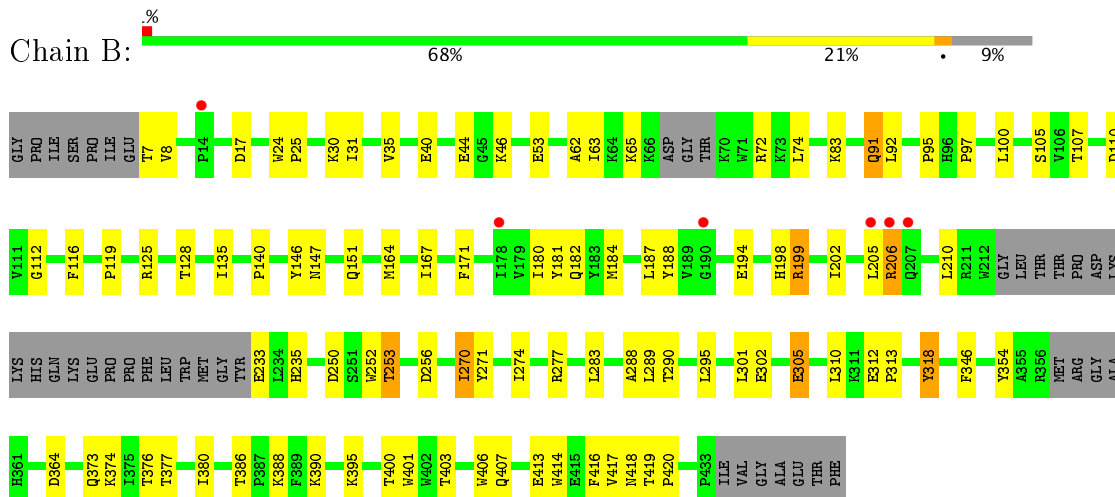 .%
Chain B:
68% 21% • 9%
GLY PRO ILE SER PRO ILE GLU T7 V8 P14 D17 W24 P25 K30 I31 V35 E40 E44 G45 K46 E53 A62 I63 K64 K65 K66 ASP GLY THR K70 W71 R72 K73 L74 K83 Q91 L92 P95 H96 P97 L100 S105 V106 T107 D110
V111 G112 F116 P119 R125 T128 I135 P140 Y146 N147 Q151 M164 I167 F171 I178 V179 I180 Y181 Q182 Y183 M184 L187 Y188 V189 G190 E194 H198 R199 I202 L205 R206 Q207 L210 R211 W212 GLY LEU THR THR PRO ASP LYS
LYS HIS GLN LYS GLU PRO PRO PHE LEU TRP MET GLY TYR E233 L234 H235 D250 S251 W252 T253 D256 I270 Y271 I274 R277 L283 A288 L289 T290 L295 L301 E302 E305 L310 K311 E312 P313 Y318 F346 Y354 A355 R356 MET ARG GLY ALA
H361 D364 Q373 K374 I375 T376 T377 I380 T386 P387 K388 F389 K390 K395 T400 W401 W402 T403 W406 Q407 E413 W414 E415 F416 V417 N418 T419 P420 P433 ILE VAL GLY ALA GLU THR PHE